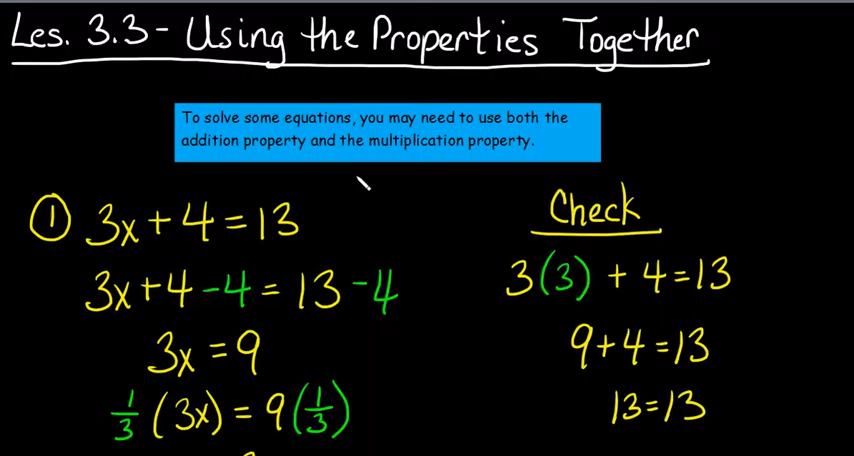 Les. 3.3- Using the Properties Together
To solve some equations, you may need to use both the
addition property and the multiplication property.
① 3x + 4 = 13
3x + 4 - 4 = 13 - 4
3x = 9
1/3 (3x) = 9 (1/3)
Check
3(3) + 4 = 13
9 + 4 = 13
13 = 13